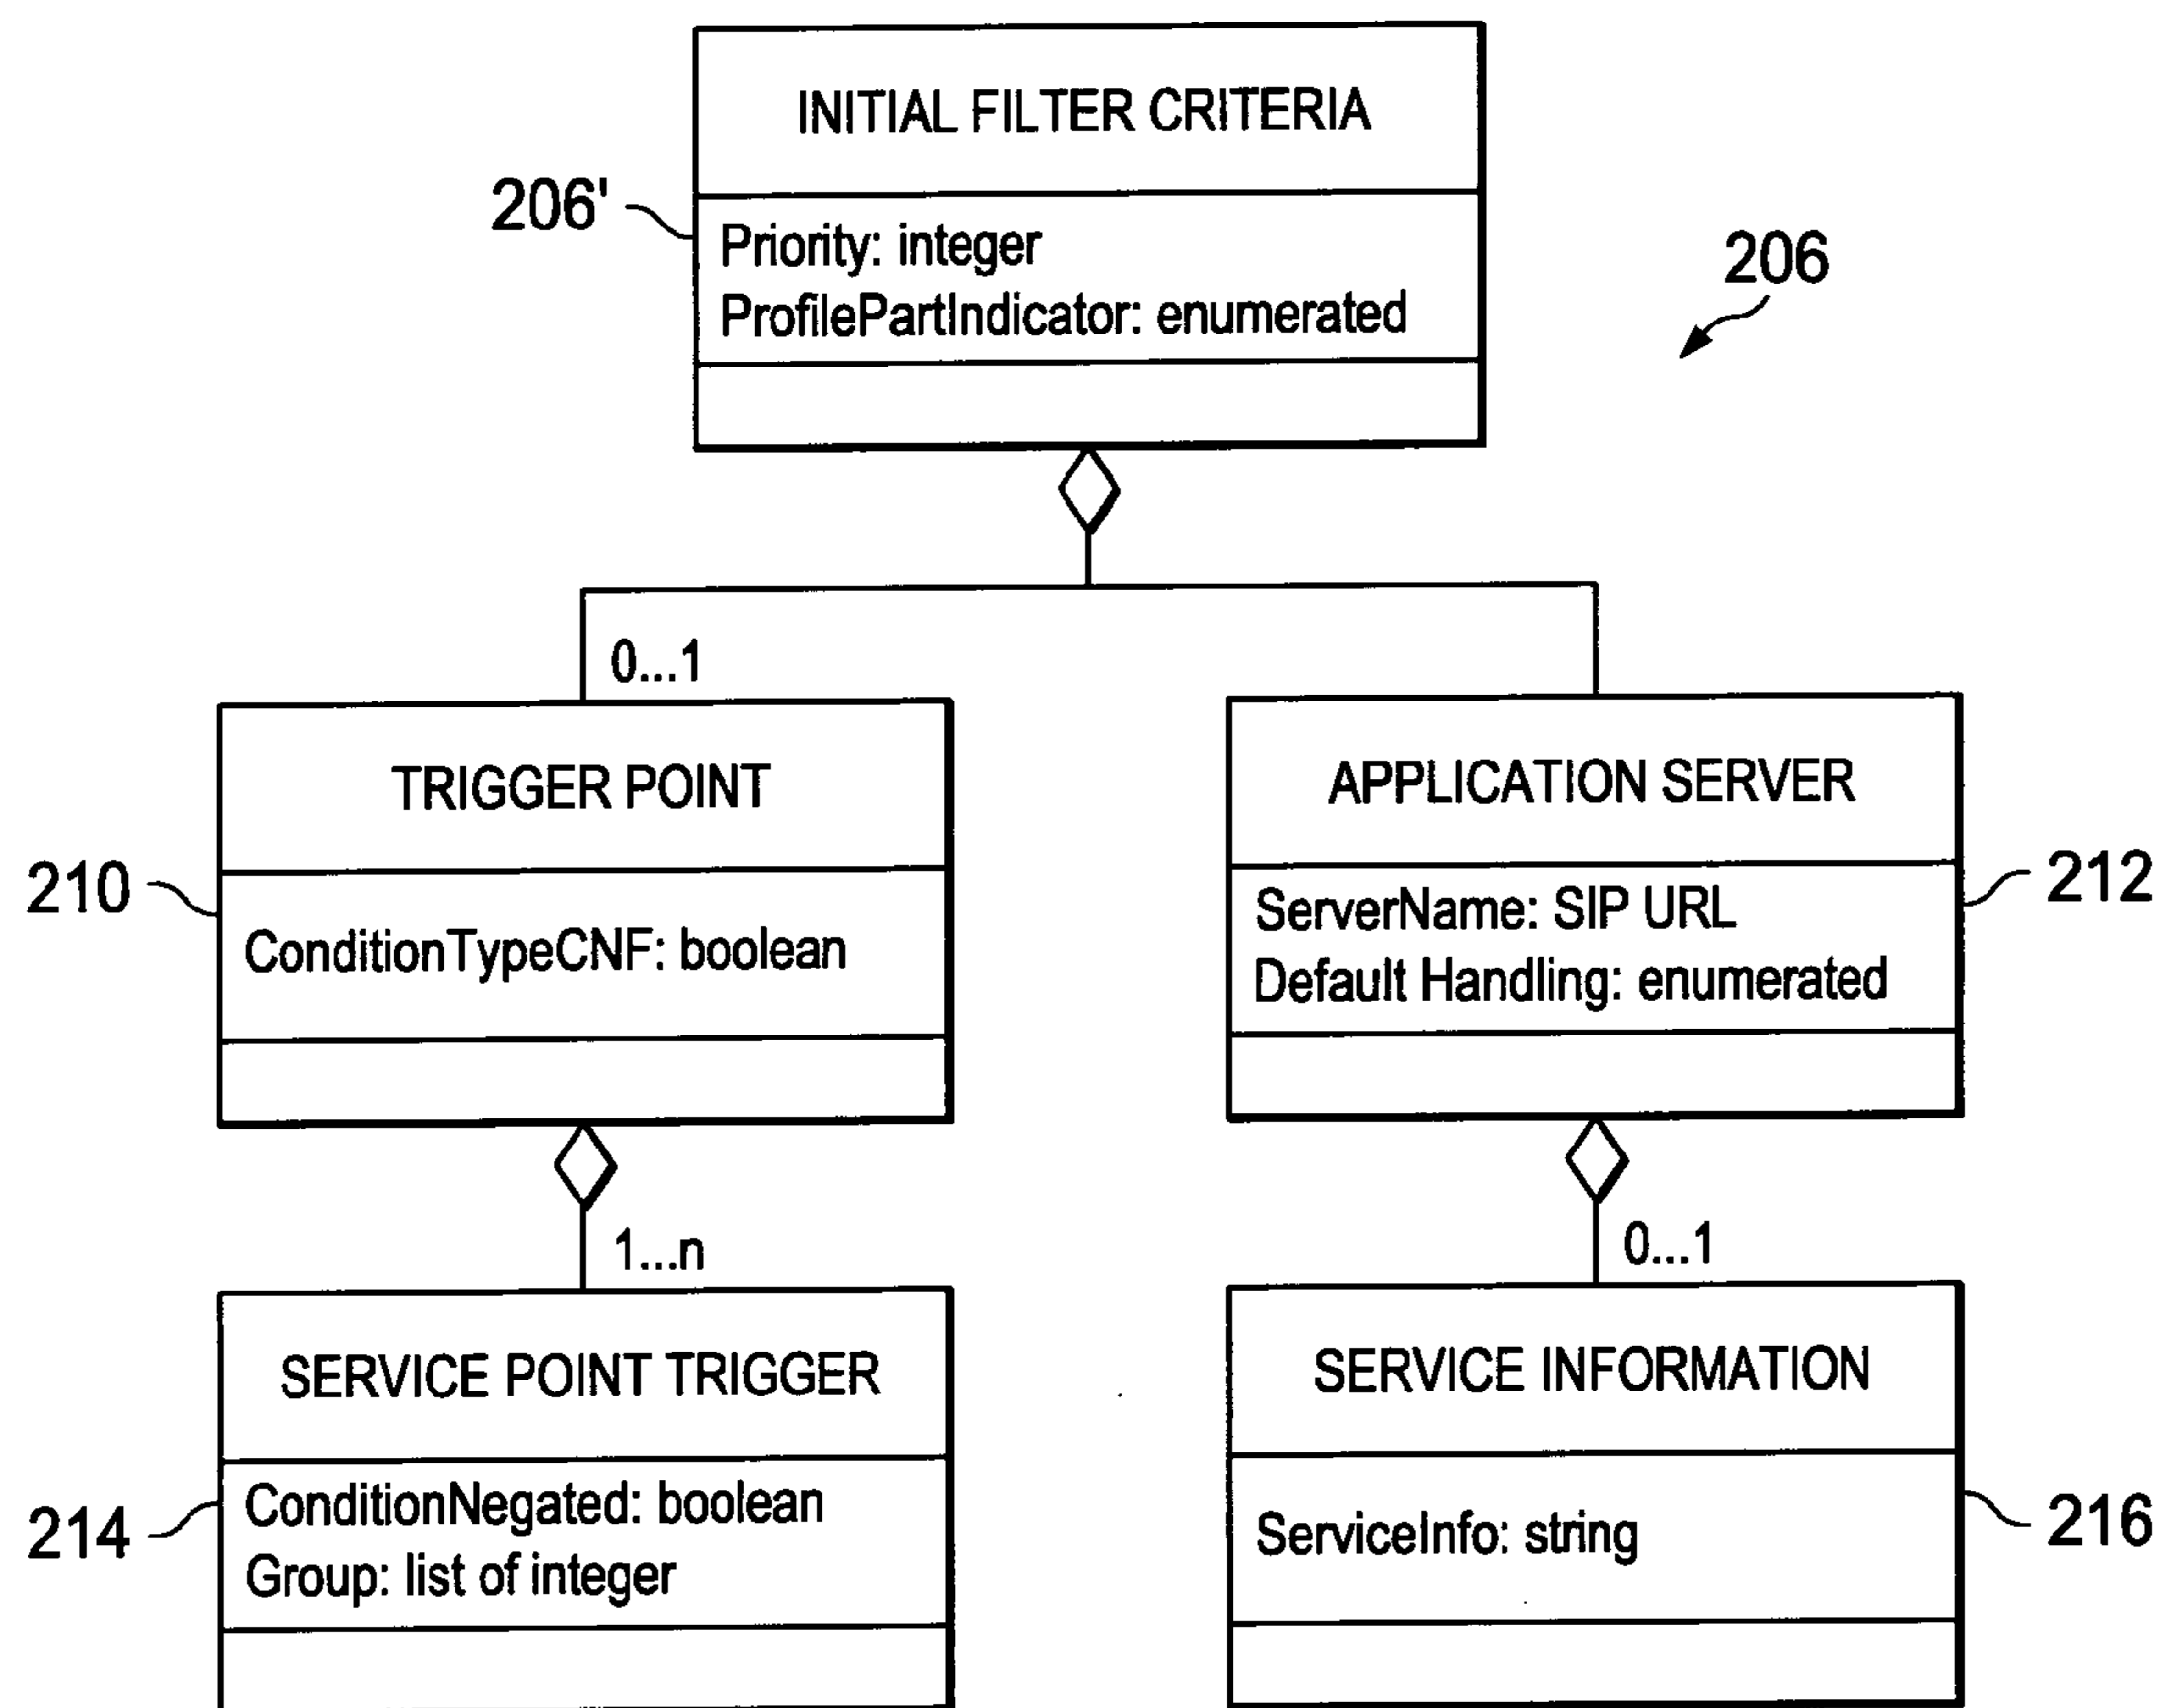 INITIAL FILTER CRITERIA
206'
Priority: integer
ProfilePartIndicator: enumerated
206
0...1
TRIGGER POINT
210
ConditionTypeCNF: boolean
APPLICATION SERVER
212
ServerName: SIP URL
Default Handling: enumerated
1...n
0...1
SERVICE POINT TRIGGER
214
ConditionNegated: boolean
Group: list of integer
SERVICE INFORMATION
216
ServiceInfo: string